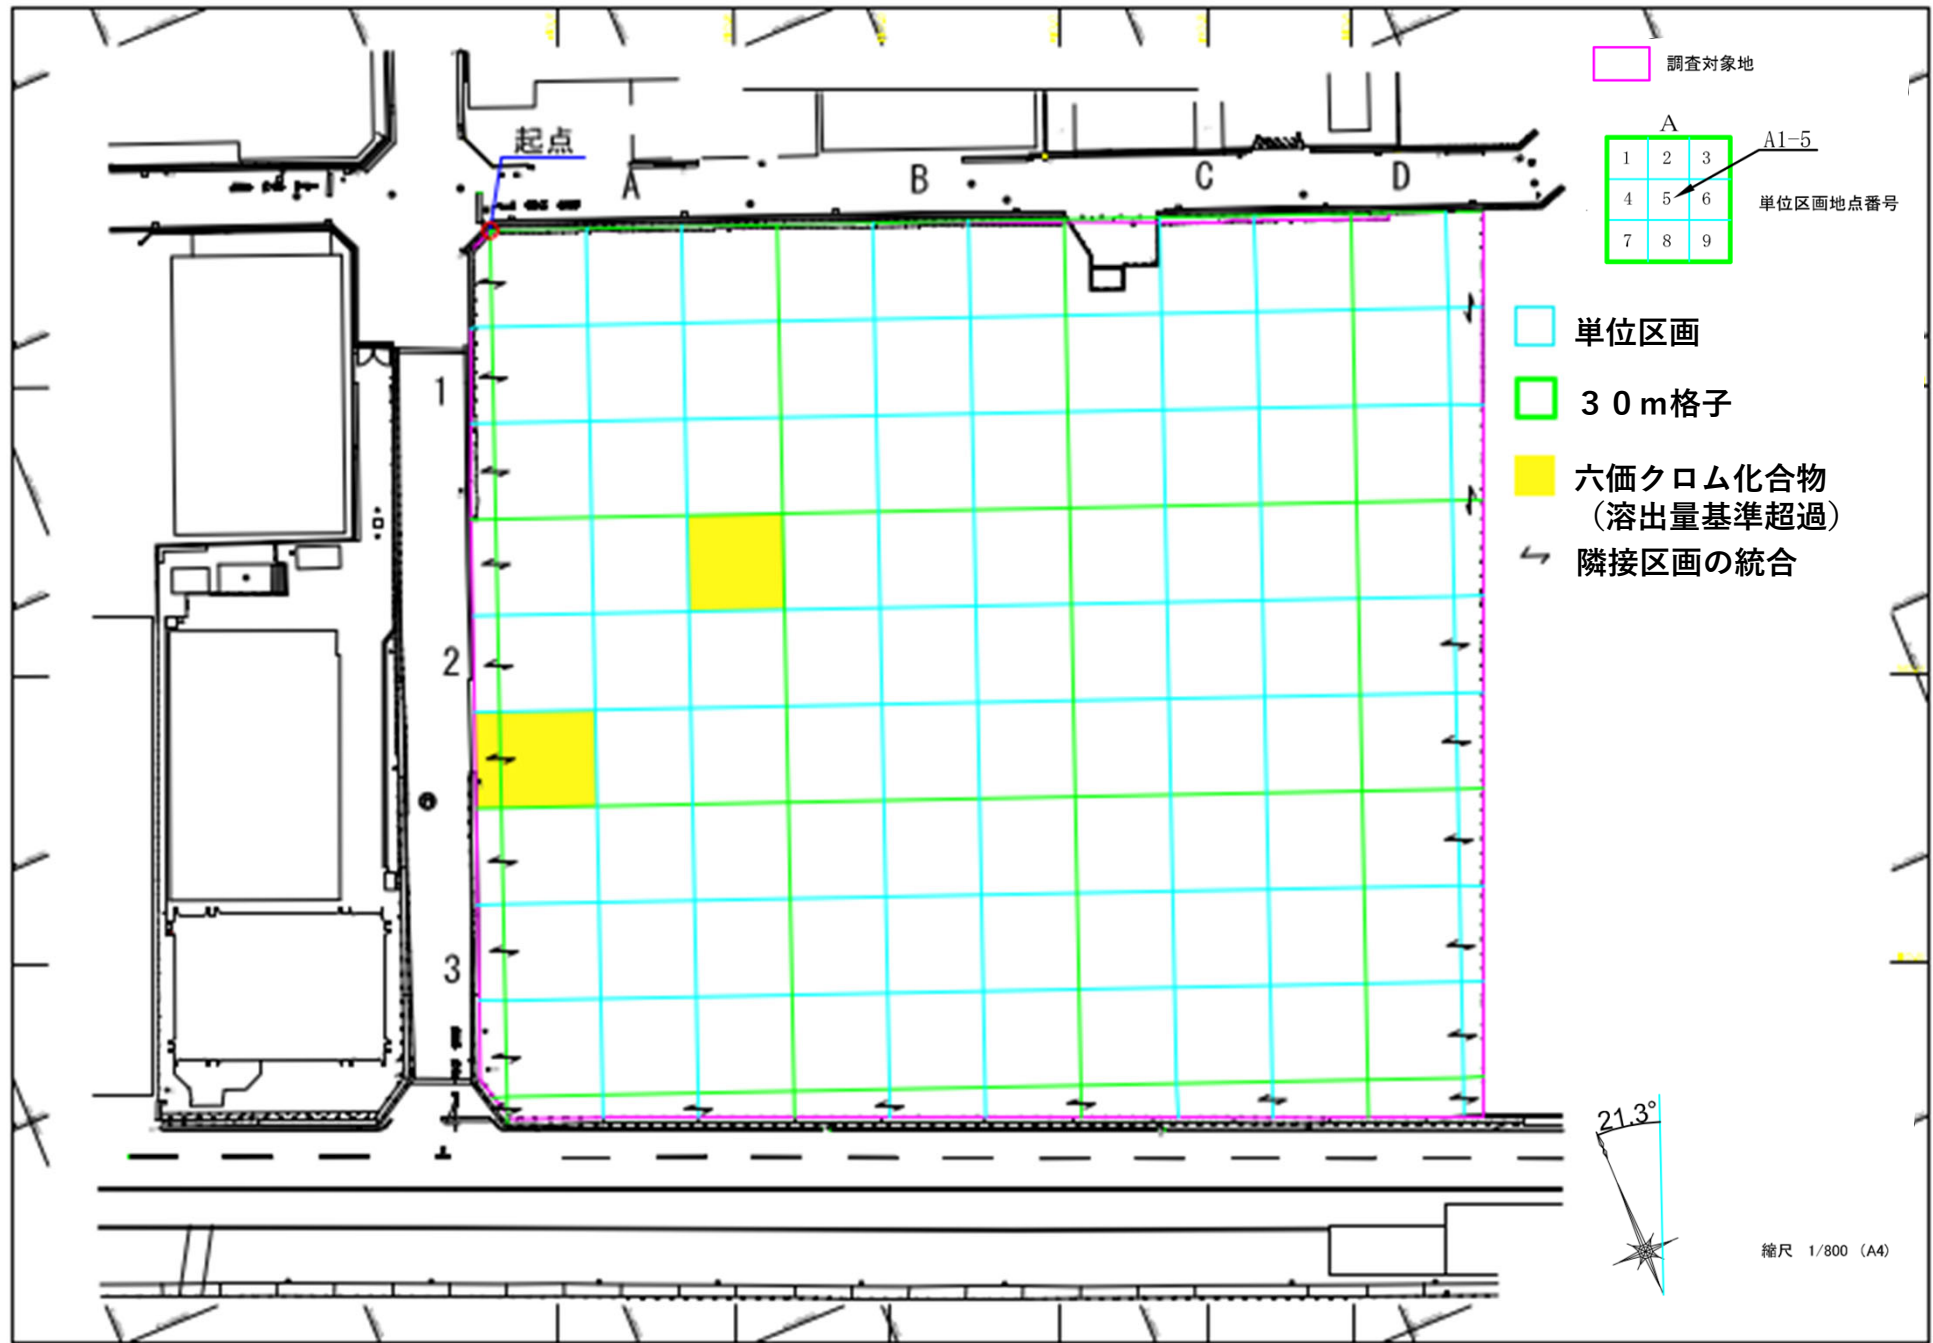 調査対象地
起点
A B C D
A
1 2 3
4 5 6
7 8 9
A1-5
単位区画地点番号
単位区画
３０ｍ格子
六価クロム化合物
（溶出量基準超過）
隣接区画の統合
1
2
3
21.3°
縮尺 1/800 （A4）